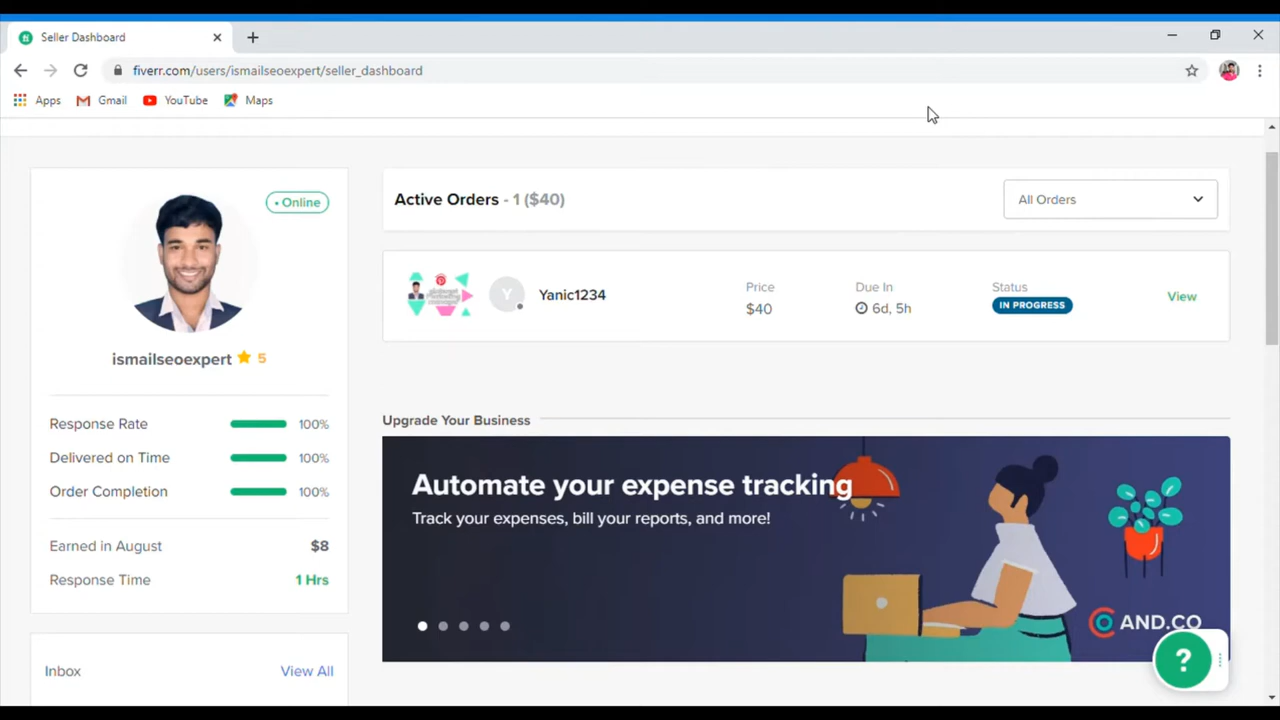 Seller Dashboard
fiverr.com/users/ismailseoexpert/seller_dashboard
Apps Gmail YouTube Maps
• Online
ismailseoexpert 5
Response Rate 100%
Delivered on Time 100%
Order Completion 100%
Earned in August $8
Response Time 1 Hrs
Inbox View All
Active Orders - 1 ($40)
All Orders
Y
Yanic1234
Price
$40
Due In
6d, 5h
Status
IN PROGRESS
View
Upgrade Your Business
Automate your expense tracking
Track your expenses, bill your reports, and more!
AND.CO
?